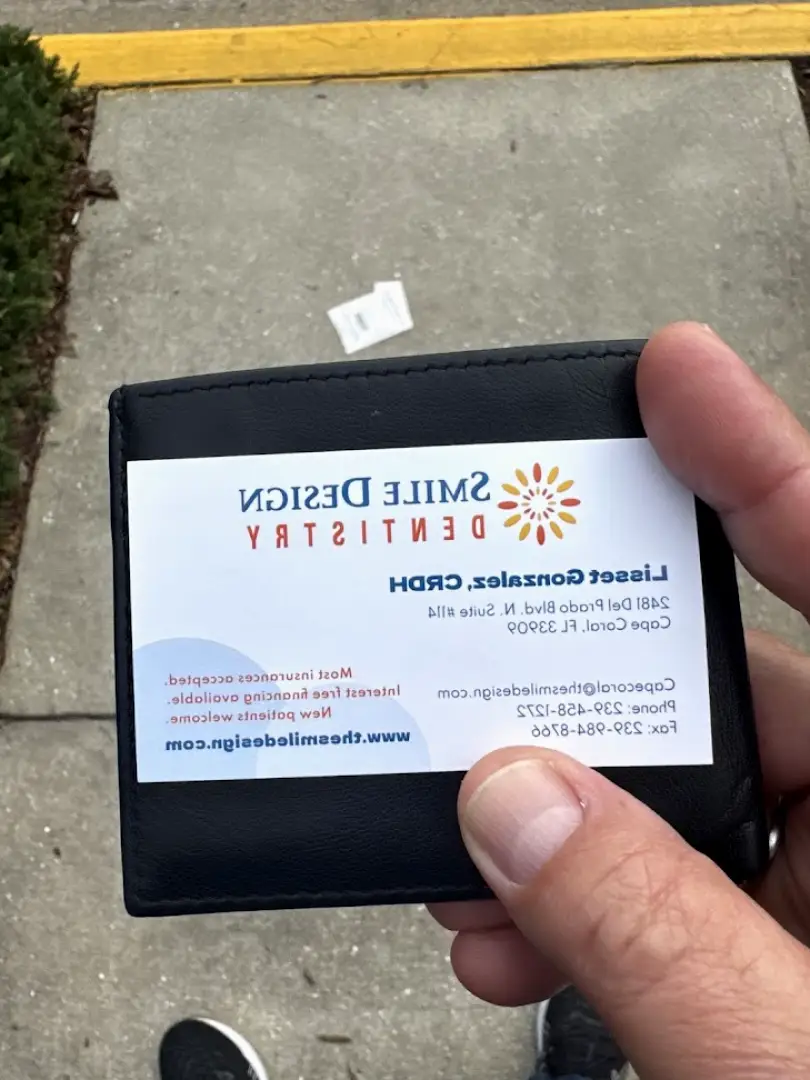 SMILE DESIGN
DENTISTRY
Lisset Gonzalez, CRDH
2481 Del Prado Blvd. N. Suite #114
Cape Coral, FL 33909
Capecoral@thesmiledesign.com
Phone: 239-458-1272
Fax: 239-984-8766
Most insurances accepted.
Interest free financing available.
New patients welcome.
www.thesmiledesign.com